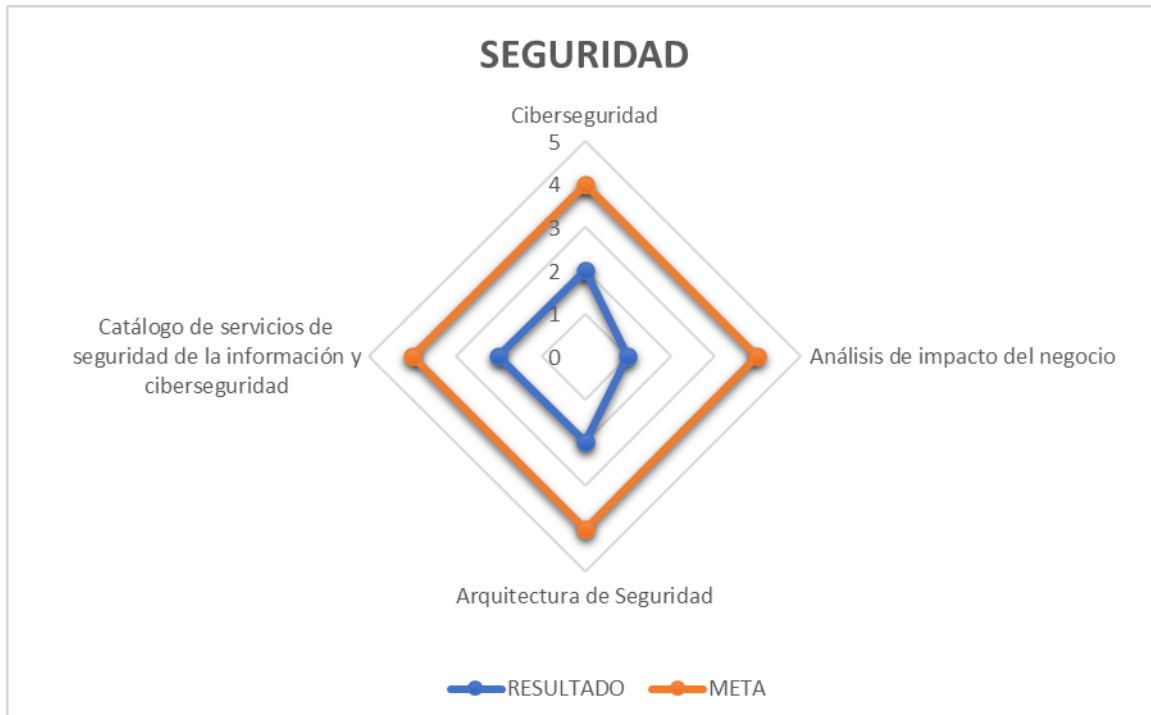 SEGURIDAD
Ciberseguridad
5
4
3
2
1
0
Catálogo de servicios de
seguridad de la información y
ciberseguridad
Análisis de impacto del negocio
Arquitectura de Seguridad
RESULTADO
META